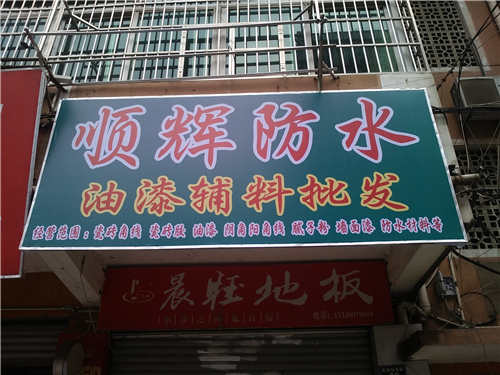 顺辉防水
油漆辅料批发
经营范围：瓷砖角线 瓷砖胶 油漆 阴角阳角线 腻子粉 墙面漆 防水材料等
晨旺地板